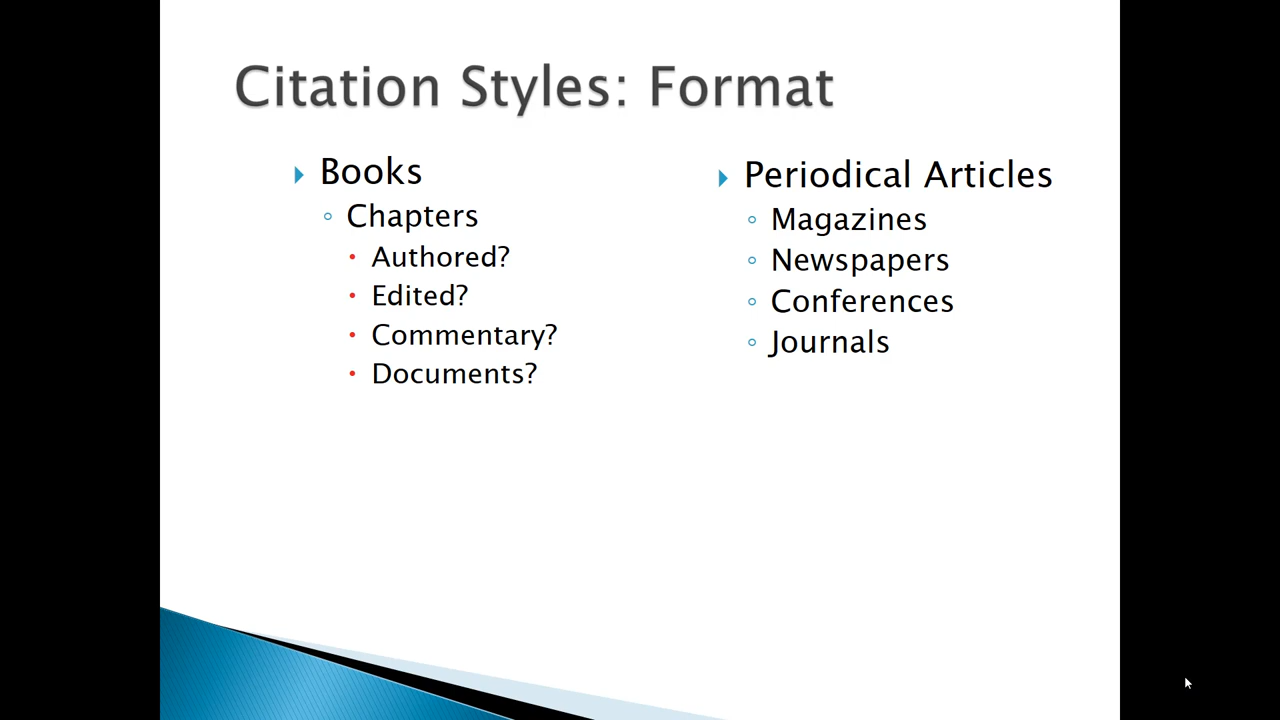 Citation Styles: Format
Books
Chapters
Authored?
Edited?
Commentary?
Documents?
Periodical Articles
Magazines
Newspapers
Conferences
Journals